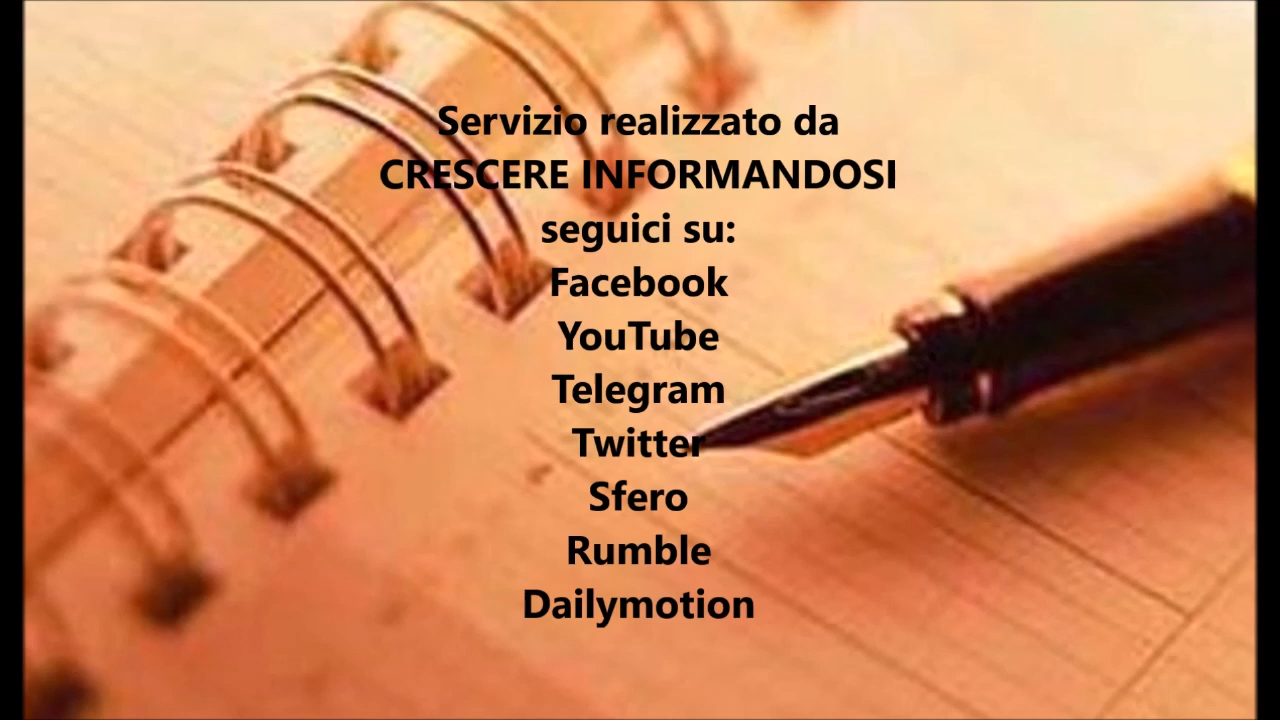 Servizio realizzato da
CRESCERE INFORMANDOSI
seguici su:
Facebook
YouTube
Telegram
Twitter
Sfero
Rumble
Dailymotion